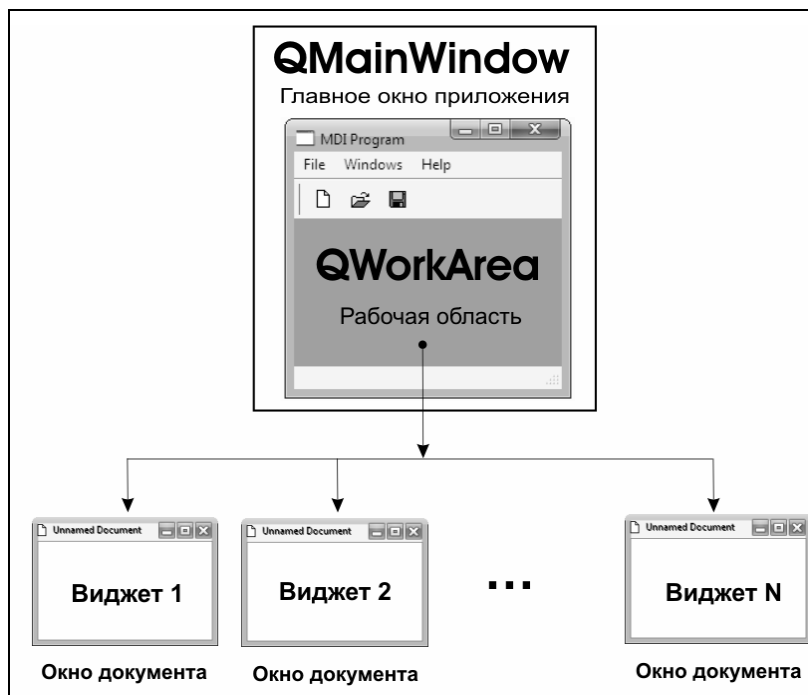 QMainWindow
Главное окно приложения
MDI Program
File Windows Help
QWorkArea
Рабочая область
Unnamed Document
Виджет 1
Окно документа
Unnamed Document
Виджет 2
Окно документа
...
Unnamed Document
Виджет N
Окно документа